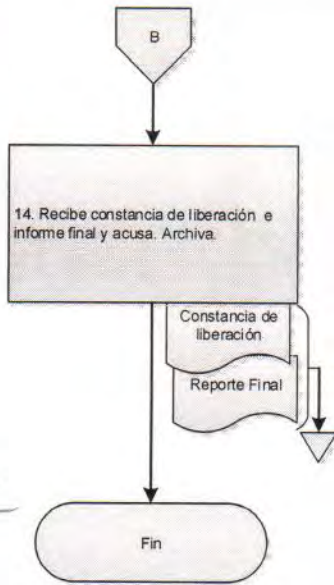 B
14. Recibe constancia de liberación e
informe final y acusa. Archiva.
Constancia de
liberación
Reporte Final
Fin